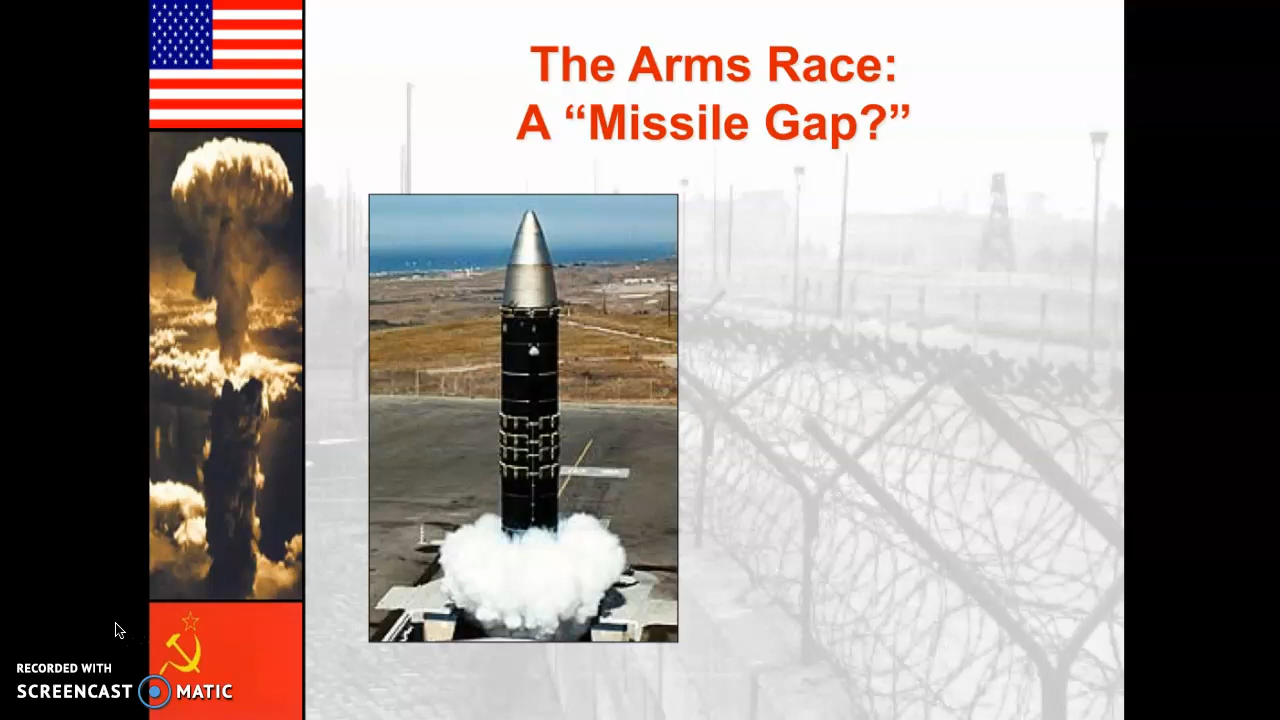 The Arms Race:
A “Missile Gap?”
RECORDED WITH
SCREENCAST MATIC